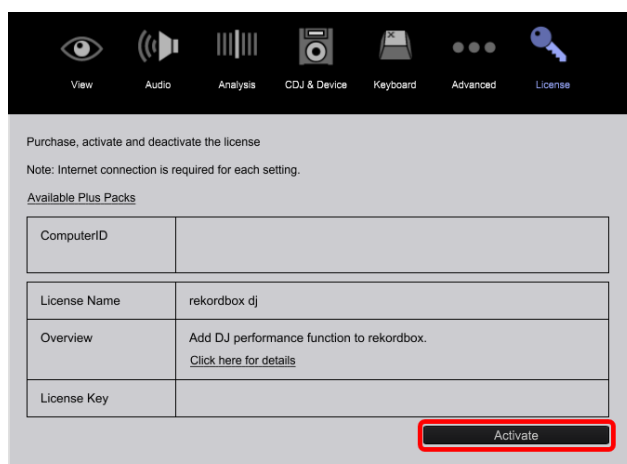 View Audio Analysis CDJ & Device Keyboard Advanced License
Purchase, activate and deactivate the license
Note: Internet connection is required for each setting.
Available Plus Packs
ComputerID
License Name rekordbox dj
Overview Add DJ performance function to rekordbox.
Click here for details
License Key
Activate